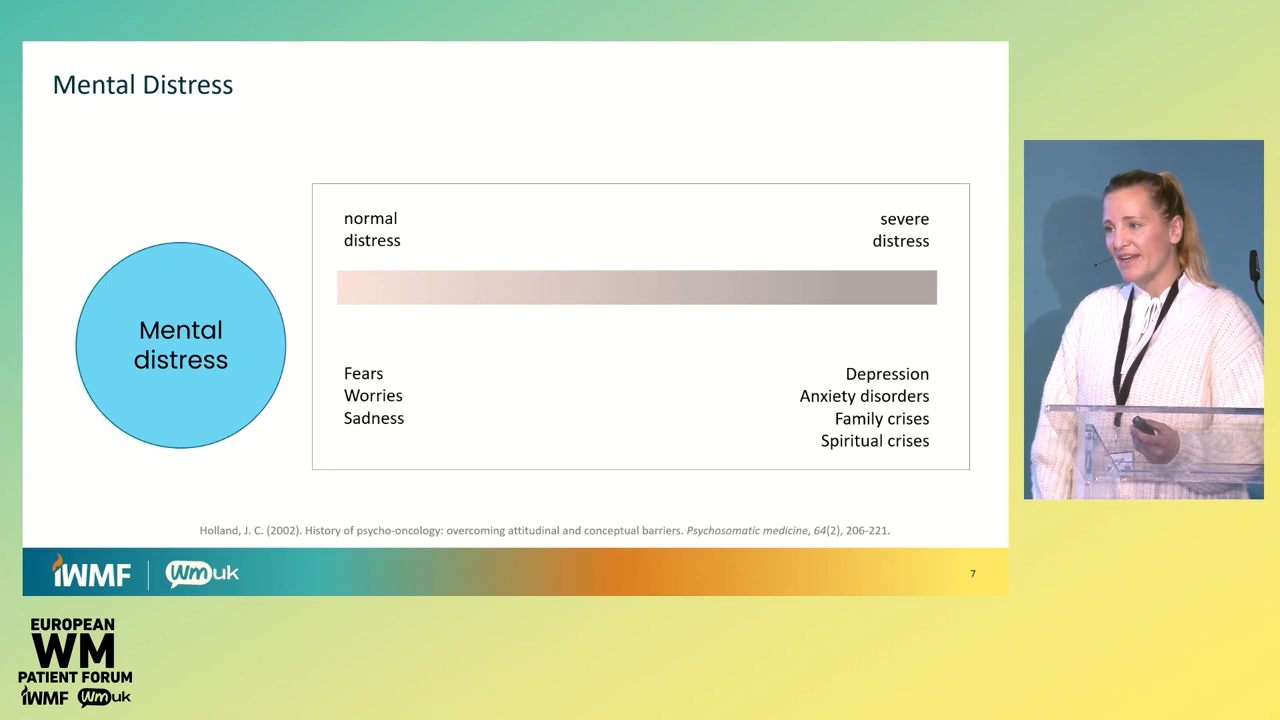 Mental Distress
normal
distress
severe
distress
Mental
distress
Fears
Worries
Sadness
Depression
Anxiety disorders
Family crises
Spiritual crises
Holland, J. C. (2002). History of psycho-oncology: overcoming attitudinal and conceptual barriers. Psychosomatic medicine, 64(2), 206-221.
iWMF
Wmuk
7
EUROPEAN
WM
PATIENT FORUM
iWMF Wmuk